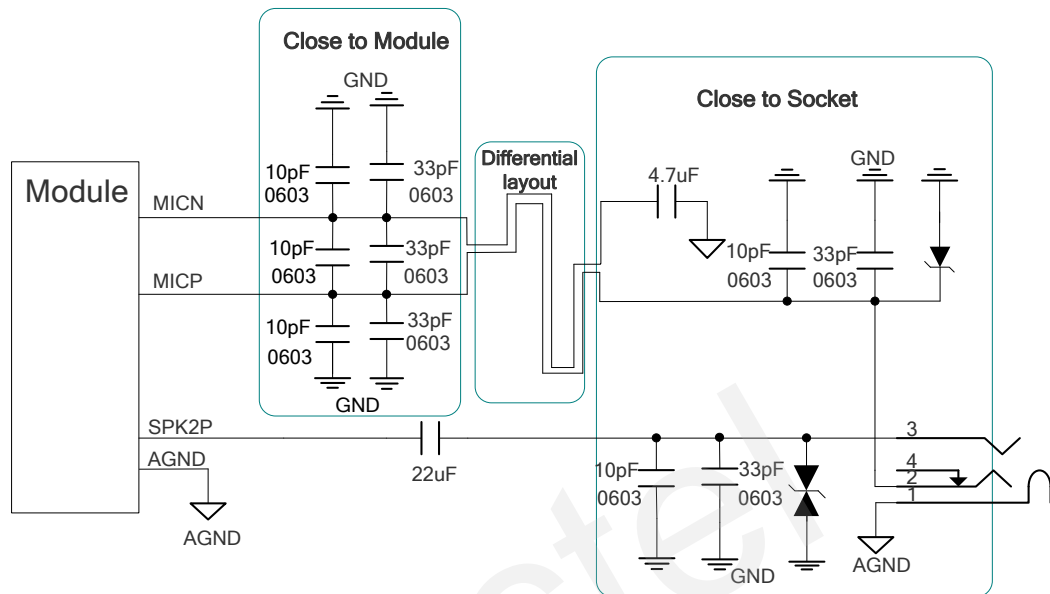 Close to Module
GND
10pF
0603
33pF
0603
Module
MICN
10pF
0603
33pF
0603
MICP
10pF
0603
33pF
0603
GND
Differential
layout
Close to Socket
4.7uF
GND
10pF
0603
33pF
0603
SPK2P
22uF
AGND
AGND
10pF
0603
33pF
0603
GND
3
4
2
1
AGND